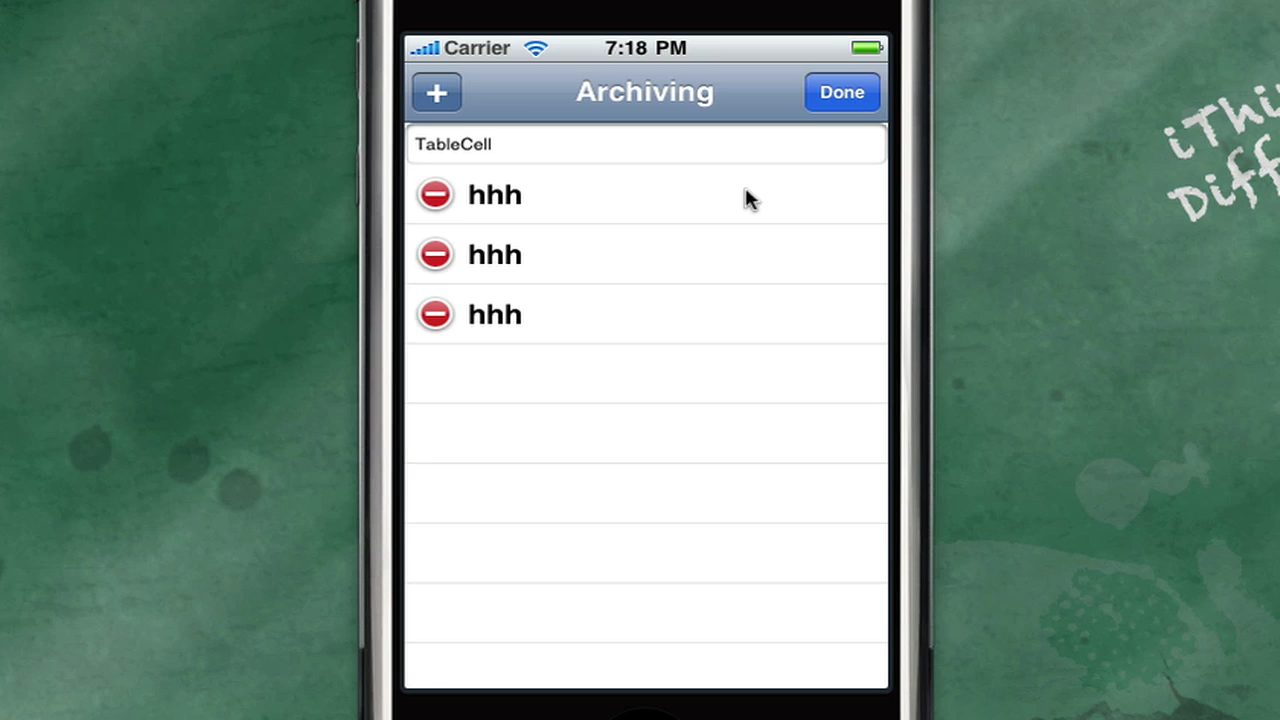 Carrier 7:18 PM
+ Archiving Done
TableCell
hhh
hhh
hhh